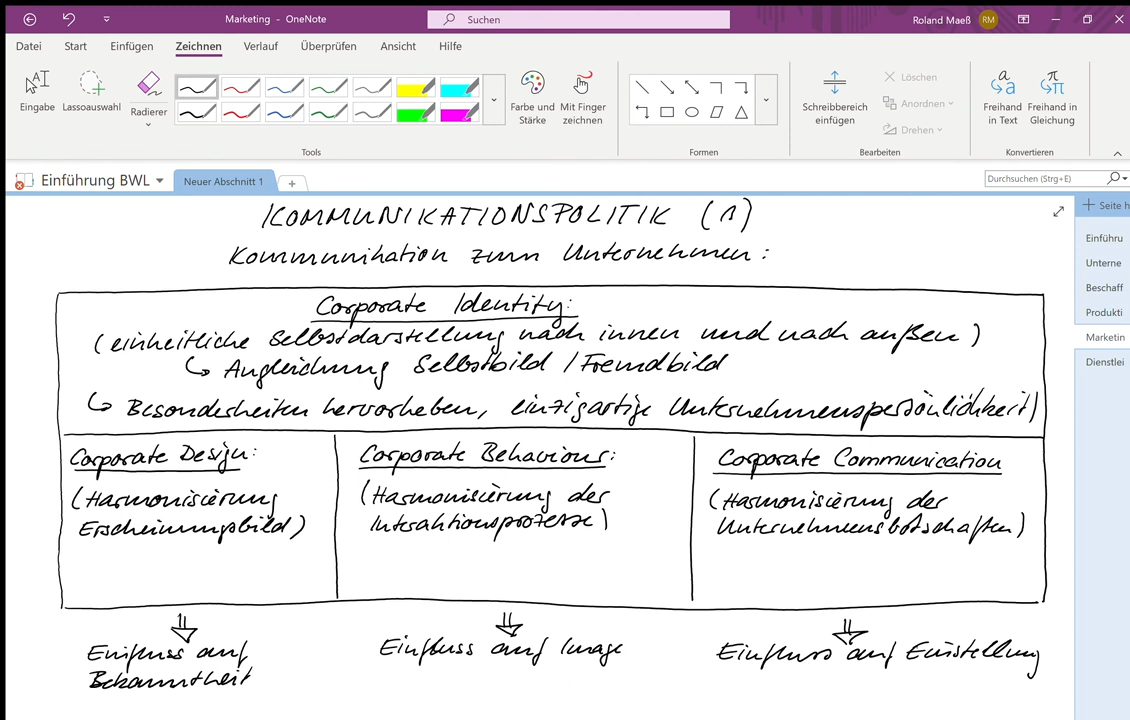 Marketing - OneNote
Suchen
Roland Maeß
RM
Datei Start Einfügen Zeichnen Verlauf Überprüfen Ansicht Hilfe
Eingabe
Lassoauswahl
Radierer
Farbe und Stärke
Mit Finger zeichnen
Schreibbereich einfügen
Löschen
Anordnen
Drehen
Freihand in Text
Freihand in Gleichung
Tools
Formen
Bearbeiten
Konvertieren
Einführung BWL
Neuer Abschnitt 1
Durchsuchen (Strg+E)
Seite h
Einführu
Unterne
Beschaff
Produkti
Marketin
Dienstlei
KOMMUNIKATIONSPOLITIK (1)
Kommunikation zum Unternehmen:
Corporate Identity:
(einheitliche Selbstdarstellung nach innen und nach außen)
Angleichung Selbstbild / Fremdbild
Besonderheiten hervorheben, einzigartige Unternehmenspersönlichkeit)
Corporate Design:
(Harmonisierung
Erscheinungsbild)
Corporate Behaviour:
(Harmonisierung der
Interaktionsprozesse)
Corporate Communication
(Harmonisierung der
Unternehmensbotschaften)
Einfluss auf
Bekanntheit
Einfluss auf Image
Einfluss auf Einstellung